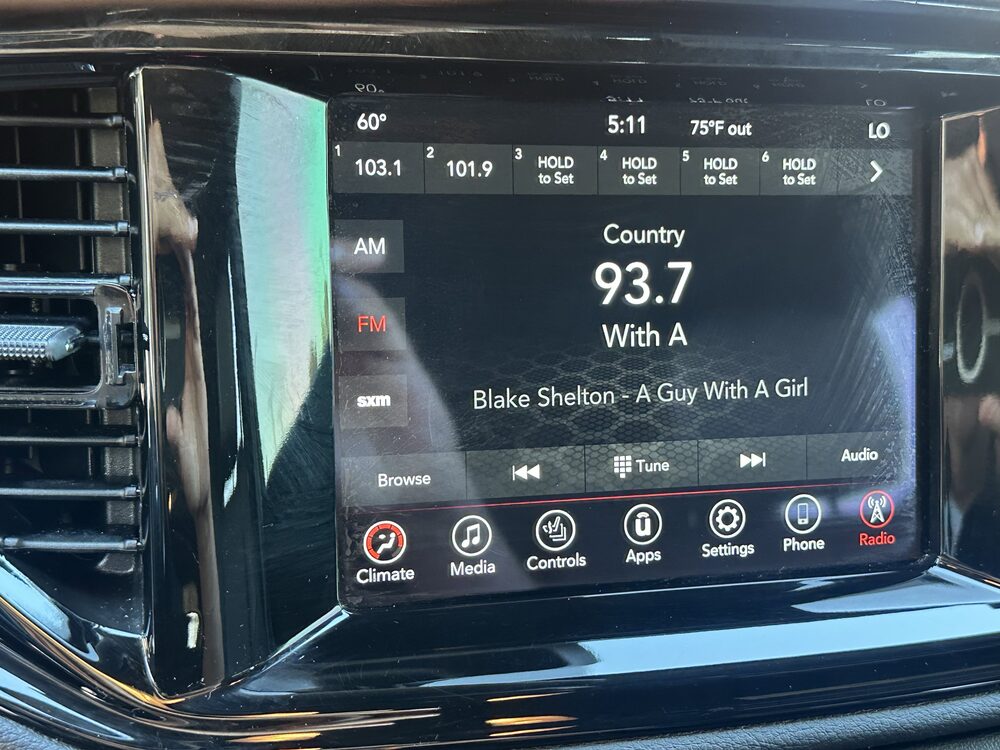 60° 5:11 75°F out LO
1 103.1 2 101.9 3 HOLD to Set 4 HOLD to Set 5 HOLD to Set 6 HOLD to Set
AM
Country
93.7
FM
With A
sxm
Blake Shelton - A Guy With A Girl
Browse Tune Audio
Climate Media Controls Apps Settings Phone Radio